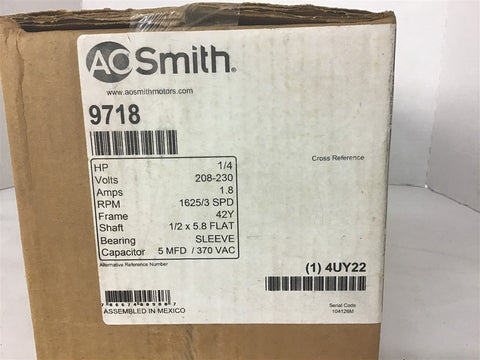 AO Smith®
www.aosmithmotors.com
9718
HP 1/4
Volts 208-230
Amps 1.8
RPM 1625/3 SPD
Frame 42Y
Shaft 1/2 x 5.8 FLAT
Bearing SLEEVE
Capacitor 5 MFD / 370 VAC
Alternative Reference Number
ASSEMBLED IN MEXICO
Cross Reference
(1) 4UY22
Serial Code
104126M